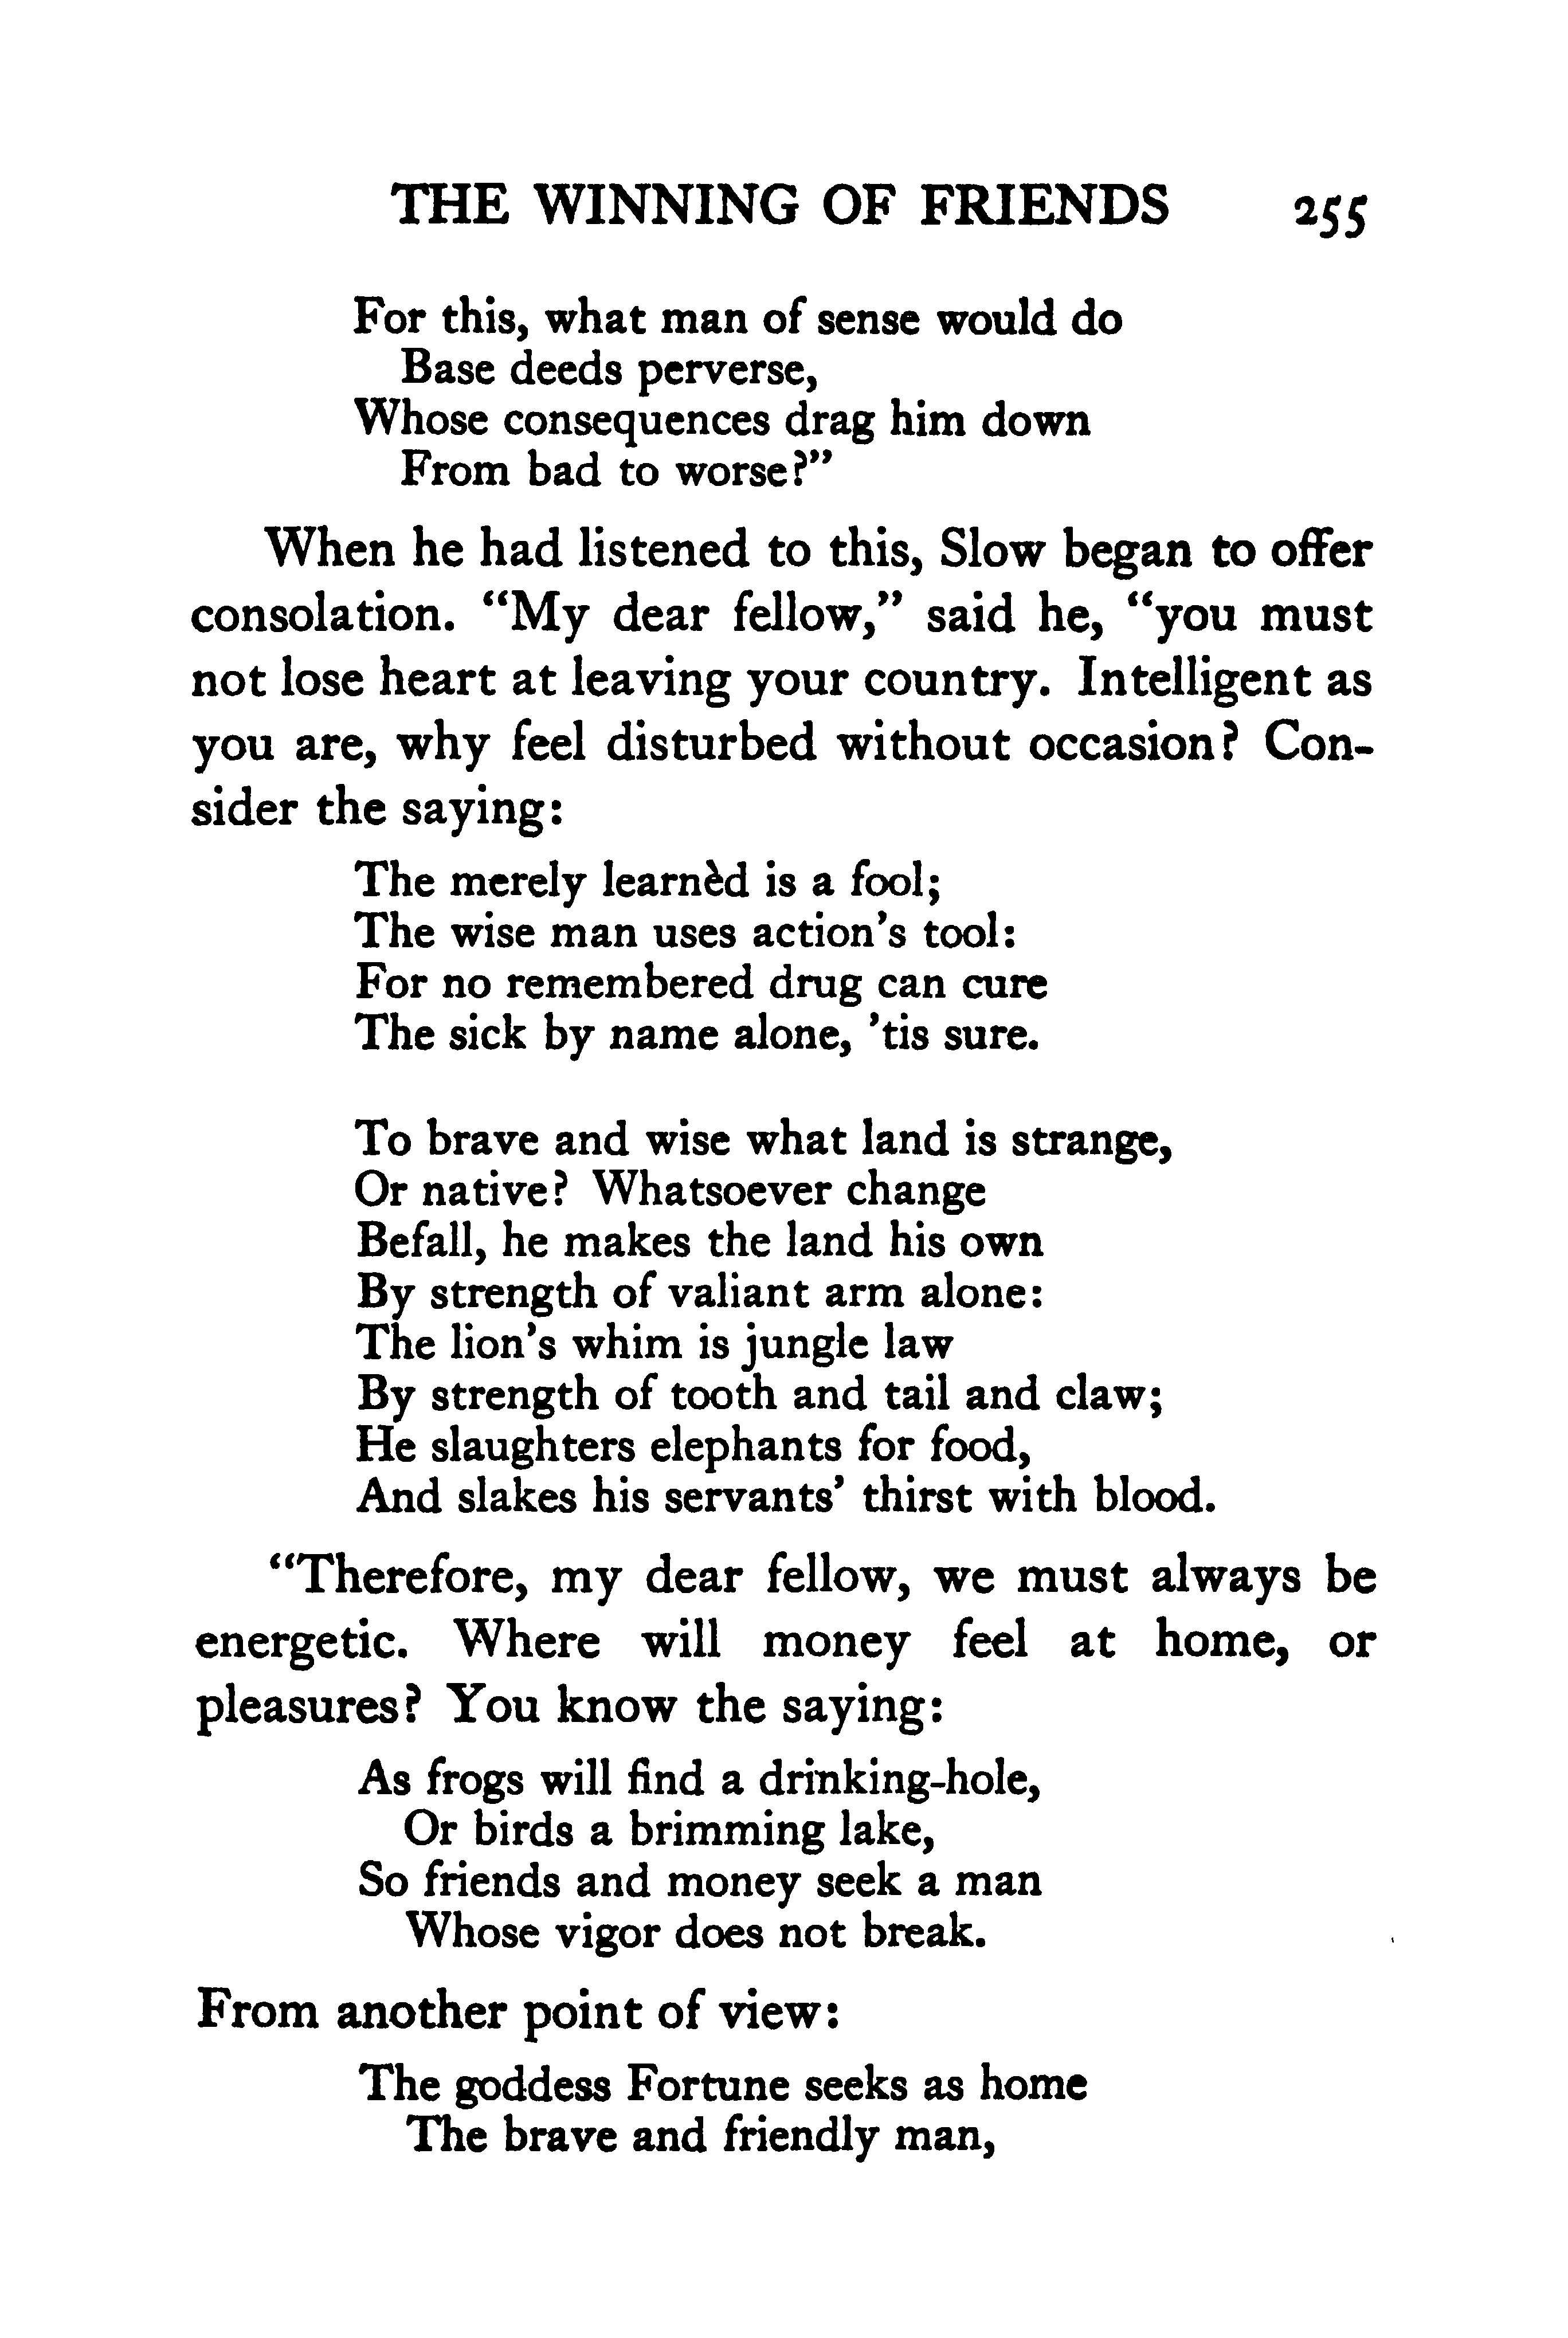 THE WINNING OF FRIENDS 255
For this, what man of sense would do
Base deeds perverse,
Whose consequences drag him down
From bad to worse?”
When he had listened to this, Slow began to offer
consolation. “My dear fellow,” said he, “you must
not lose heart at leaving your country. Intelligent as
you are, why feel disturbed without occasion? Con-
sider the saying:
The merely learnèd is a fool;
The wise man uses action’s tool:
For no remembered drug can cure
The sick by name alone, ’tis sure.
To brave and wise what land is strange,
Or native? Whatsoever change
Befall, he makes the land his own
By strength of valiant arm alone:
The lion’s whim is jungle law
By strength of tooth and tail and claw;
He slaughters elephants for food,
And slakes his servants’ thirst with blood.
“Therefore, my dear fellow, we must always be
energetic. Where will money feel at home, or
pleasures? You know the saying:
As frogs will find a drinking-hole,
Or birds a brimming lake,
So friends and money seek a man
Whose vigor does not break.
From another point of view:
The goddess Fortune seeks as home
The brave and friendly man,